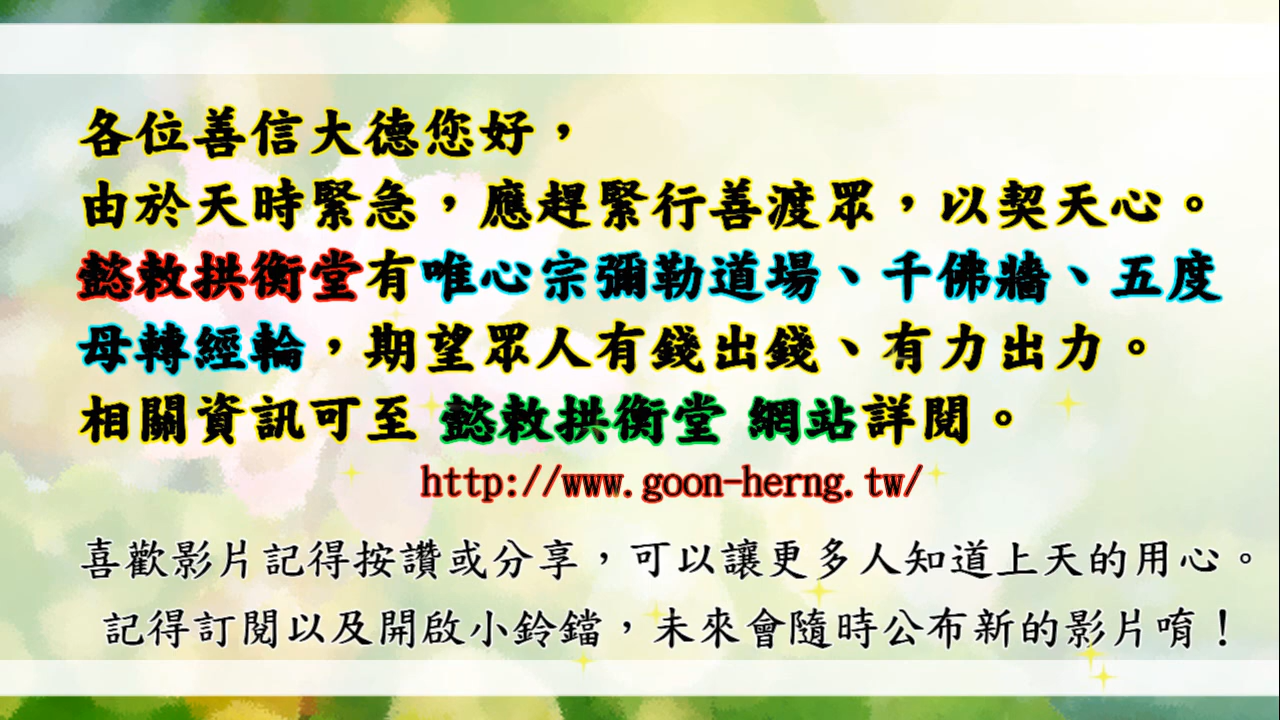 各位善信大德您好，
由於天時緊急，應趕緊行善渡眾，以契天心。
懿敕拱衡堂有唯心宗彌勒道場、千佛牆、五度
母轉經輪，期望眾人有錢出錢、有力出力。
相關資訊可至 懿敕拱衡堂 網站詳閱。
http://www.goon-herng.tw/
喜歡影片記得按讚或分享，可以讓更多人知道上天的用心。
記得訂閱以及開啟小鈴鐺，未來會隨時公布新的影片唷！